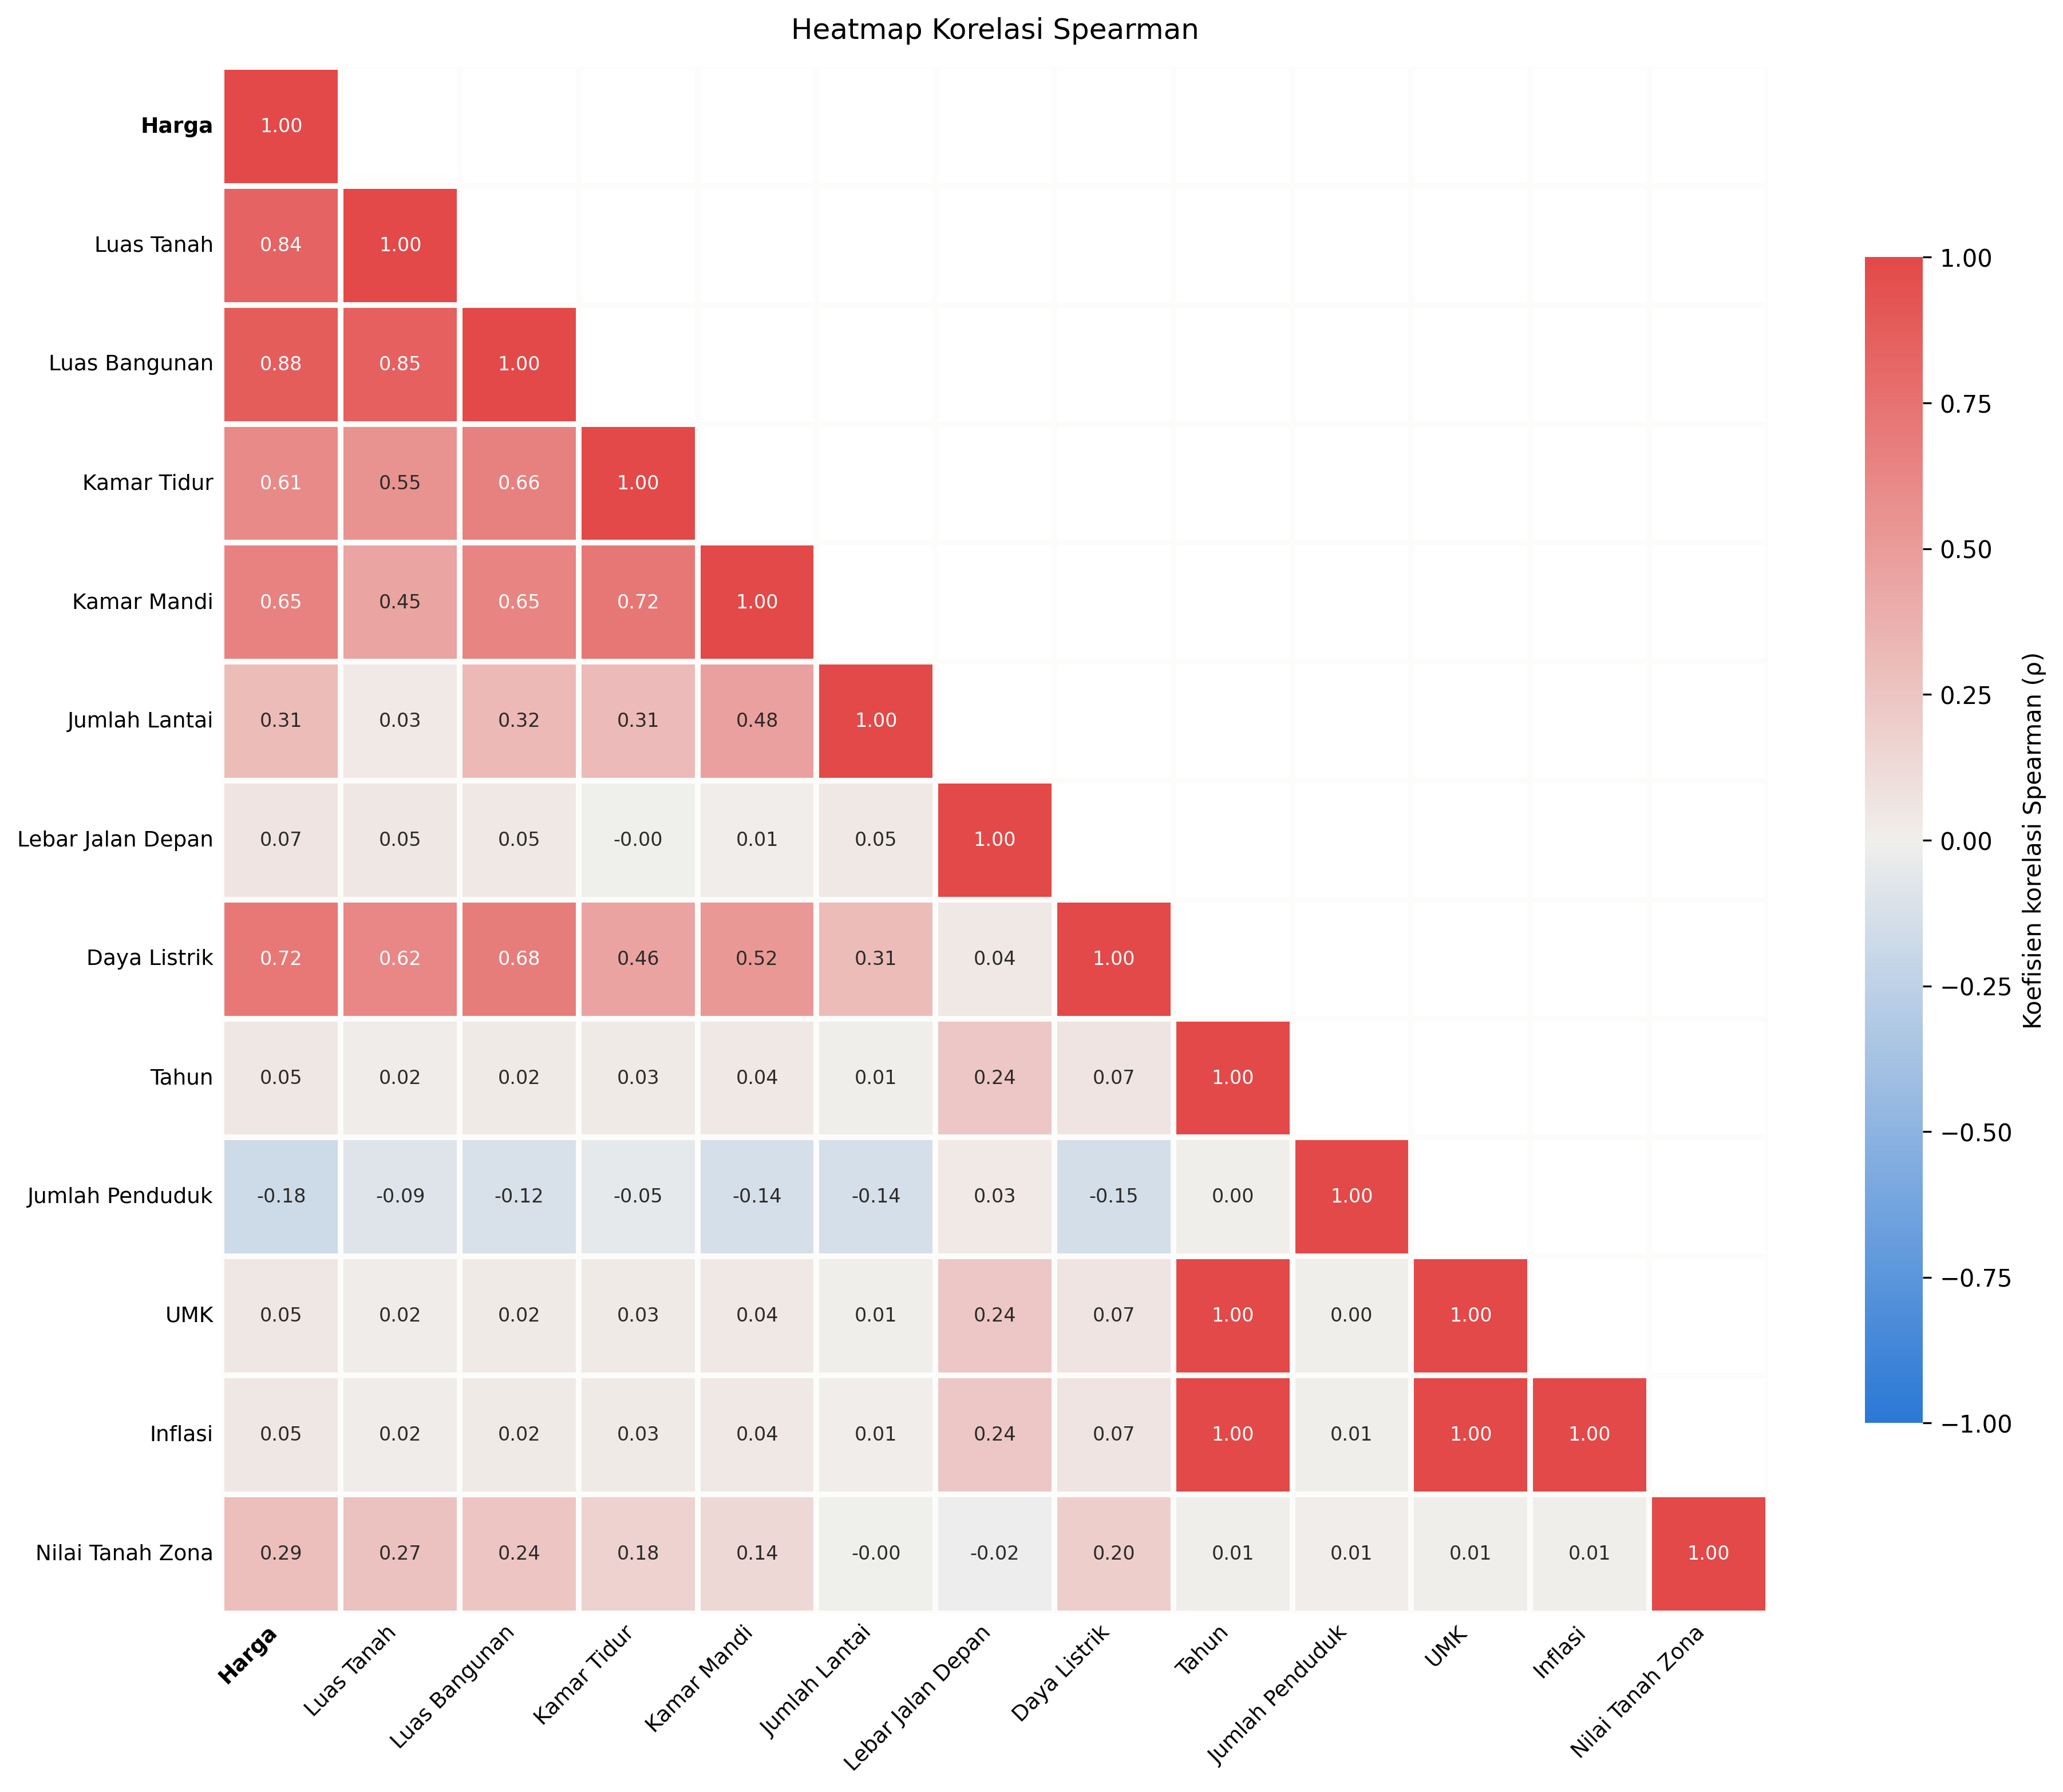 Heatmap Korelasi Spearman
Harga 1.00
Luas Tanah 0.84 1.00
Luas Bangunan 0.88 0.85 1.00
Kamar Tidur 0.61 0.55 0.66 1.00
Kamar Mandi 0.65 0.45 0.65 0.72 1.00
Jumlah Lantai 0.31 0.03 0.32 0.31 0.48 1.00
Lebar Jalan Depan 0.07 0.05 0.05 -0.00 0.01 0.05 1.00
Daya Listrik 0.72 0.62 0.68 0.46 0.52 0.31 0.04 1.00
Tahun 0.05 0.02 0.02 0.03 0.04 0.01 0.24 0.07 1.00
Jumlah Penduduk -0.18 -0.09 -0.12 -0.05 -0.14 -0.14 0.03 -0.15 0.00 1.00
UMK 0.05 0.02 0.02 0.03 0.04 0.01 0.24 0.07 1.00 0.00 1.00
Inflasi 0.05 0.02 0.02 0.03 0.04 0.01 0.24 0.07 1.00 0.01 1.00 1.00
Nilai Tanah Zona 0.29 0.27 0.24 0.18 0.14 -0.00 -0.02 0.20 0.01 0.01 0.01 0.01 1.00
Harga
Luas Tanah
Luas Bangunan
Kamar Tidur
Kamar Mandi
Jumlah Lantai
Lebar Jalan Depan
Daya Listrik
Tahun
Jumlah Penduduk
UMK
Inflasi
Nilai Tanah Zona
1.00
0.75
0.50
0.25
0.00
−0.25
−0.50
−0.75
−1.00
Koefisien korelasi Spearman (ρ)